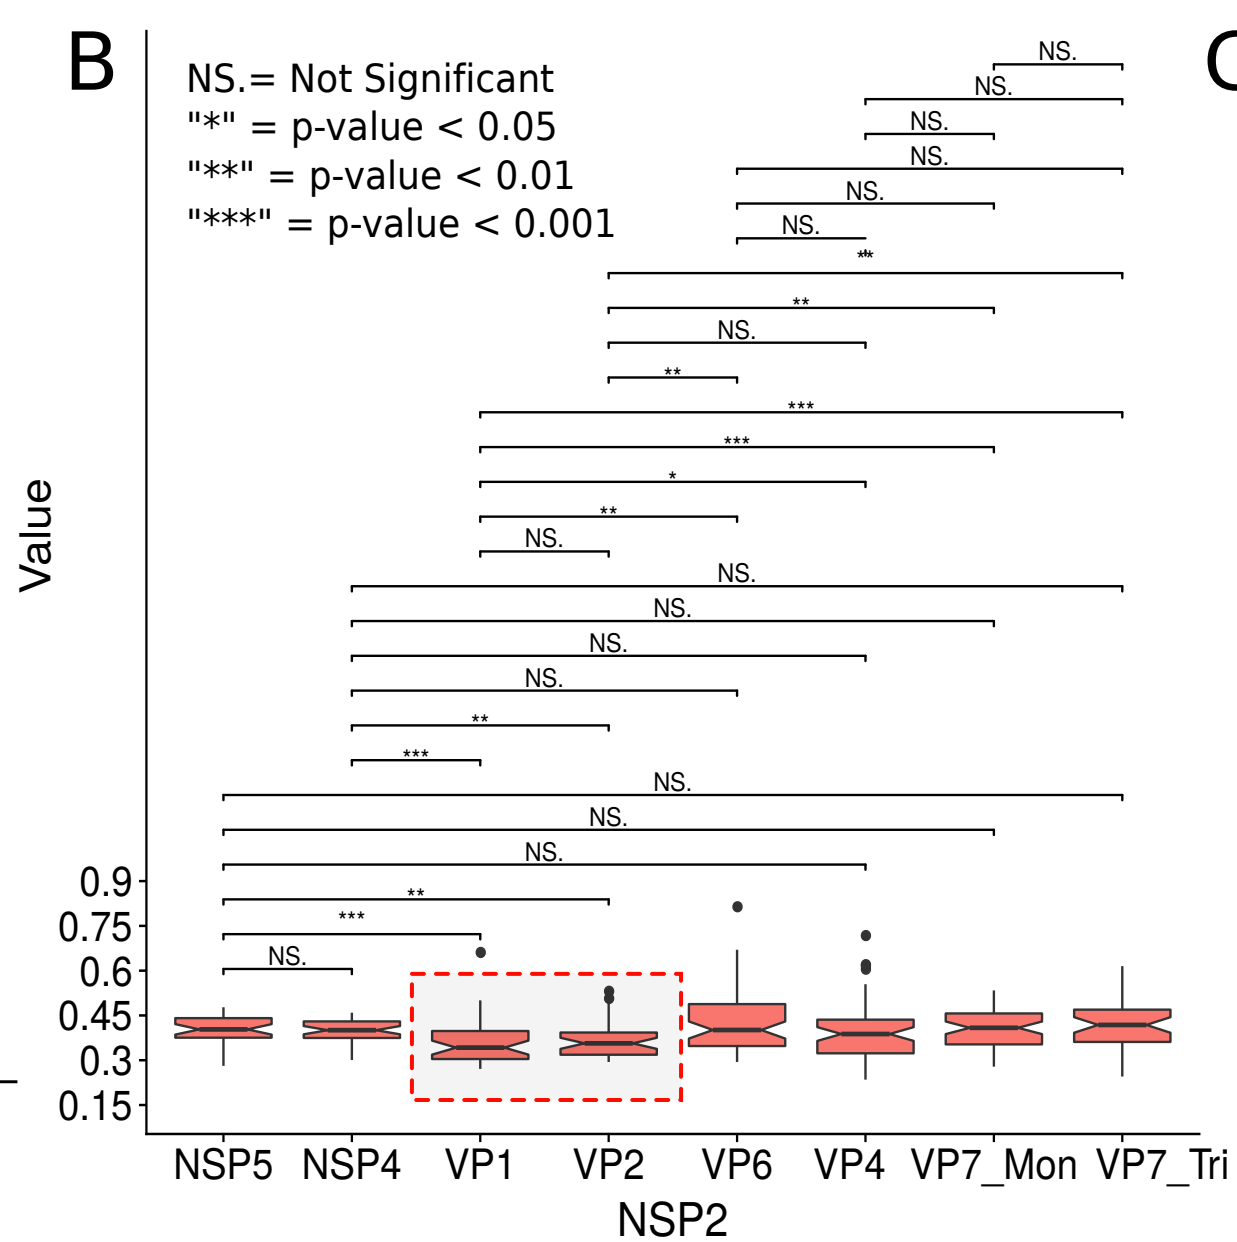 B
C
NS.= Not Significant
"*" = p-value < 0.05
"**" = p-value < 0.01
"***" = p-value < 0.001
NS.
NS.
NS.
NS.
NS.
NS.
**
**
NS.
**
***
***
*
**
NS.
NS.
NS.
NS.
NS.
**
***
NS.
NS.
NS.
**
***
NS.
Value
0.9
0.75
0.6
0.45
0.3
0.15
NSP5 NSP4 VP1 VP2 VP6 VP4 VP7_Mon VP7_Tri
NSP2